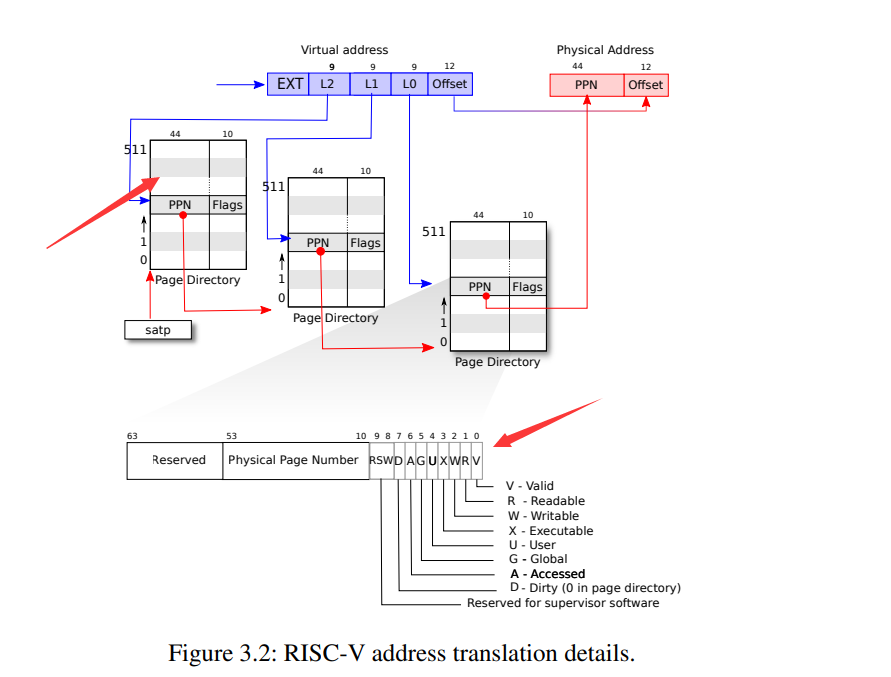 Virtual address
Physical Address
9 9 9 12
44 12
EXT L2 L1 L0 Offset
PPN Offset
44 10
511
PPN Flags
1
0
Page Directory
satp
44 10
511
PPN Flags
1
0
Page Directory
44 10
511
PPN Flags
1
0
Page Directory
63 53 10 9 8 7 6 5 4 3 2 1 0
Reserved Physical Page Number RSW D A G U X W R V
V - Valid
R - Readable
W - Writable
X - Executable
U - User
G - Global
A - Accessed
D - Dirty (0 in page directory)
Reserved for supervisor software
Figure 3.2: RISC-V address translation details.